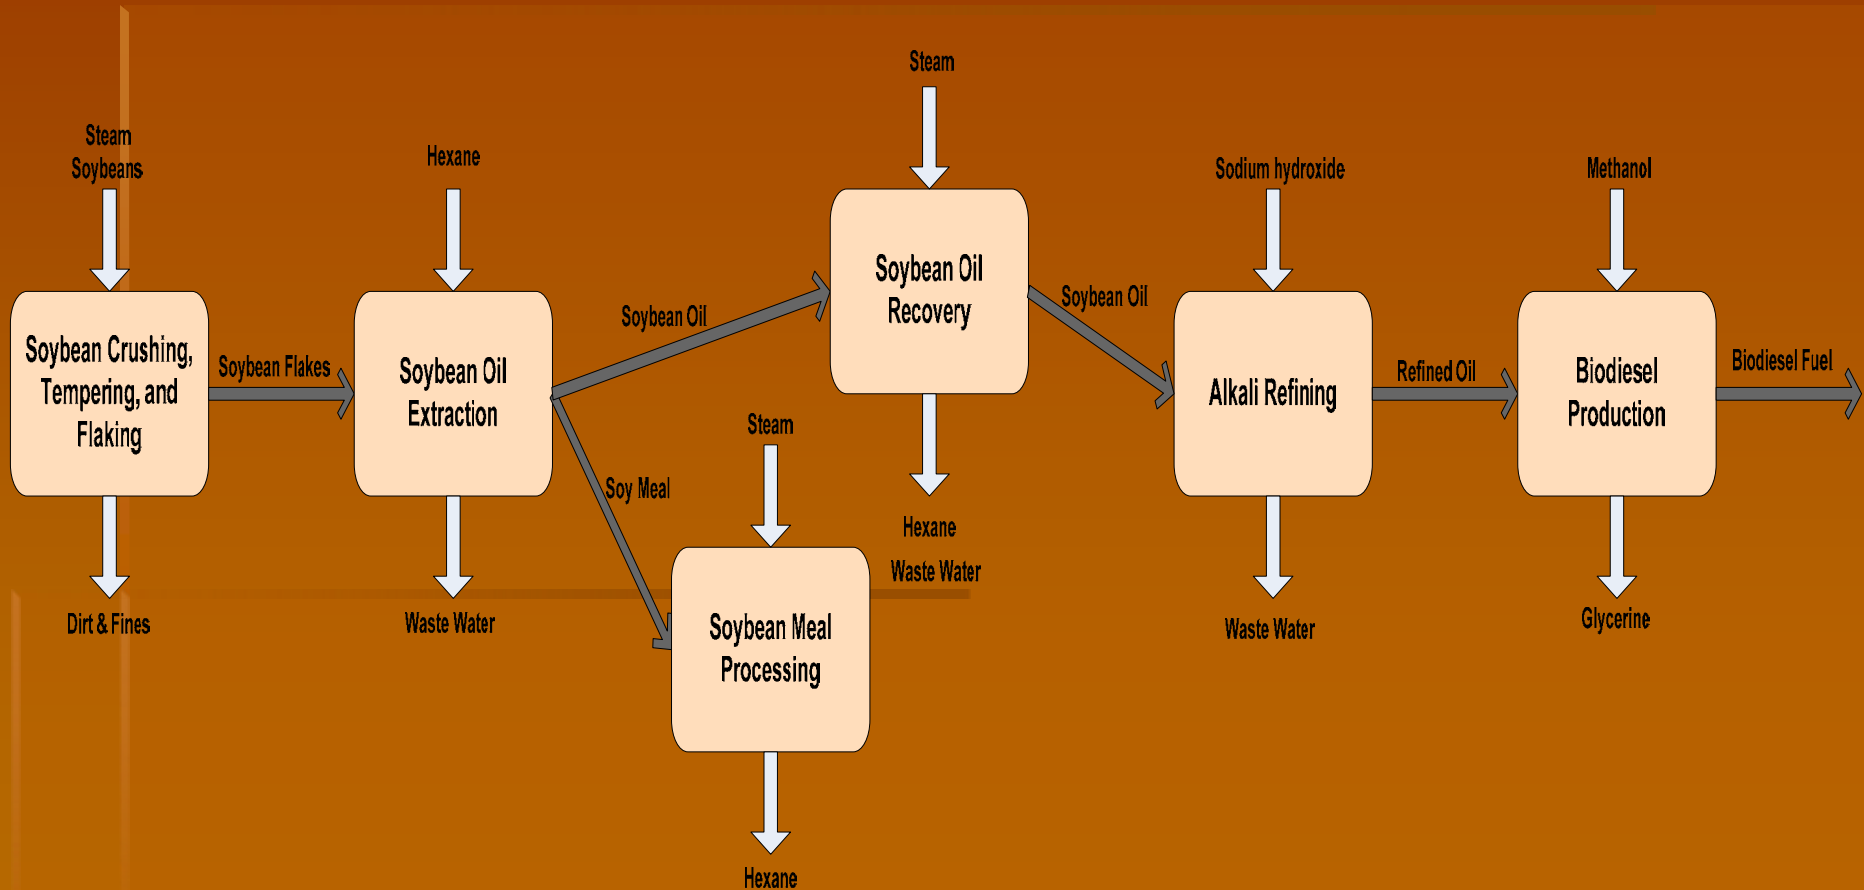 Steam
Soybeans
Soybean Crushing,
Tempering, and
Flaking
Dirt & Fines
Soybean Flakes
Hexane
Soybean Oil
Extraction
Waste Water
Soybean Oil
Soy Meal
Steam
Soybean Meal
Processing
Hexane
Steam
Soybean Oil
Recovery
Hexane
Waste Water
Soybean Oil
Sodium hydroxide
Alkali Refining
Waste Water
Refined Oil
Methanol
Biodiesel
Production
Glycerine
Biodiesel Fuel